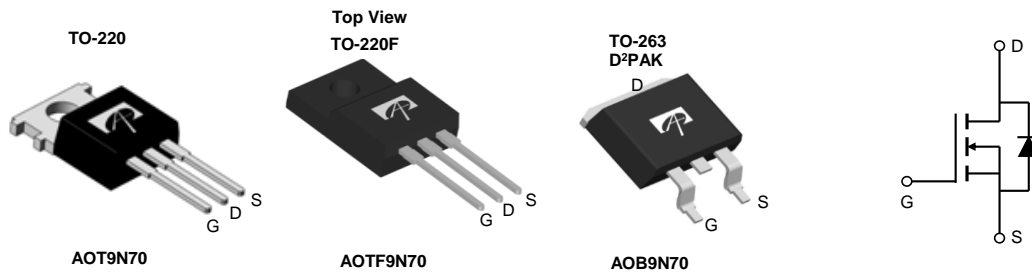 Top View
TO-220
TO-220F
TO-263
D²PAK
D
G
D
S
G
D
S
G
S
AOT9N70
AOTF9N70
AOB9N70
D
G
S